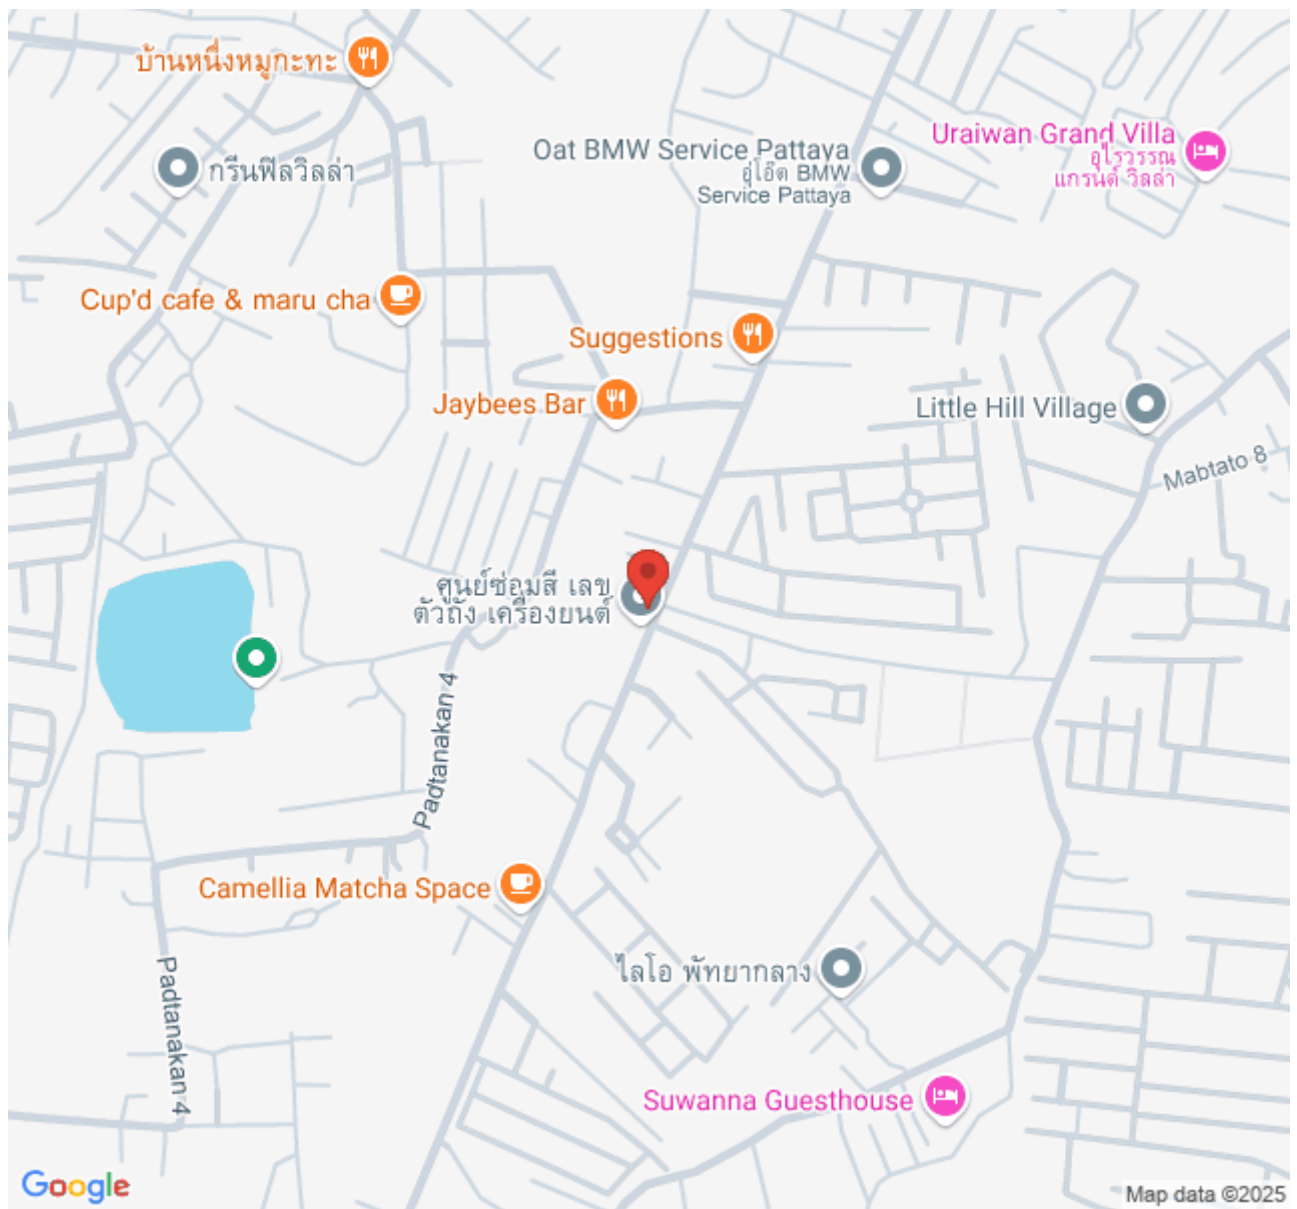 บ้านหนึ่งหมูกะทะ
Oat BMW Service Pattaya
อู่โอ๊ต BMW
Service Pattaya
Uraiwan Grand Villa
อุไรวรรณ
แกรนด์ วิลล่า
กรีนฟิลวิลล่า
Cup'd cafe & maru cha
Suggestions
Jaybees Bar
Little Hill Village
Mabtato 8
ศูนย์ซ่อมสี เลข
ตัวถัง เครื่องยนต์
Padtanakan 4
Camellia Matcha Space
ไลโอ พัทยากลาง
Padtanakan 4
Suwanna Guesthouse
Google
Map data ©2025